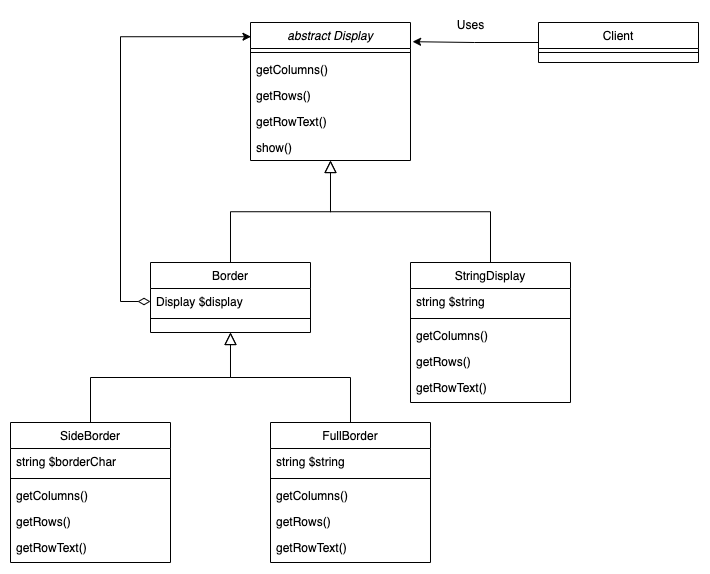 abstract Display
getColumns()
getRows()
getRowText()
show()
Uses
Client
Border
Display $display
StringDisplay
string $string
getColumns()
getRows()
getRowText()
SideBorder
string $borderChar
getColumns()
getRows()
getRowText()
FullBorder
string $string
getColumns()
getRows()
getRowText()